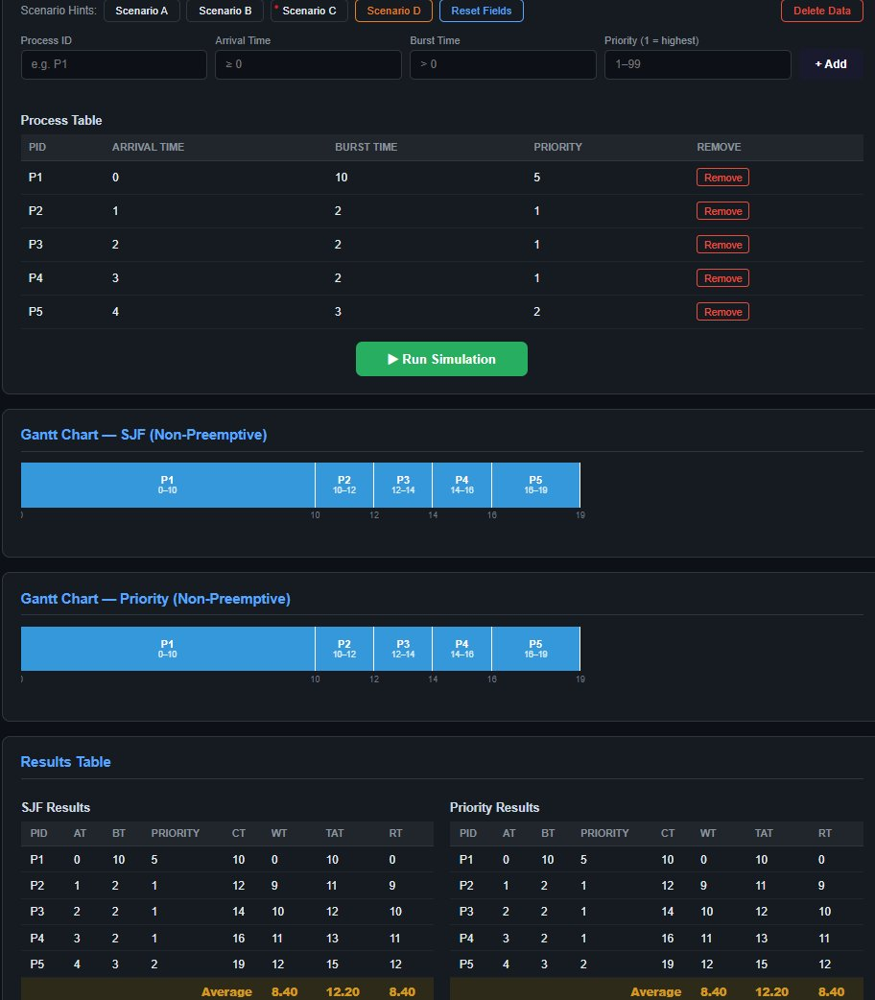 Scenario Hints: Scenario A Scenario B * Scenario C Scenario D Reset Fields Delete Data
Process ID Arrival Time Burst Time Priority (1 = highest)
e.g. P1 ≥ 0 > 0 1–99 + Add
Process Table
PID ARRIVAL TIME BURST TIME PRIORITY REMOVE
P1 0 10 5 Remove
P2 1 2 1 Remove
P3 2 2 1 Remove
P4 3 2 1 Remove
P5 4 3 2 Remove
▶ Run Simulation
Gantt Chart — SJF (Non-Preemptive)
P1 P2 P3 P4 P5
0–10 10–12 12–14 14–16 16–19
0 10 12 14 16 19
Gantt Chart — Priority (Non-Preemptive)
P1 P2 P3 P4 P5
0–10 10–12 12–14 14–16 16–19
0 10 12 14 16 19
Results Table
SJF Results
PID AT BT PRIORITY CT WT TAT RT
P1 0 10 5 10 0 10 0
P2 1 2 1 12 9 11 9
P3 2 2 1 14 10 12 10
P4 3 2 1 16 11 13 11
P5 4 3 2 19 12 15 12
Average 8.40 12.20 8.40
Priority Results
PID AT BT PRIORITY CT WT TAT RT
P1 0 10 5 10 0 10 0
P2 1 2 1 12 9 11 9
P3 2 2 1 14 10 12 10
P4 3 2 1 16 11 13 11
P5 4 3 2 19 12 15 12
Average 8.40 12.20 8.40